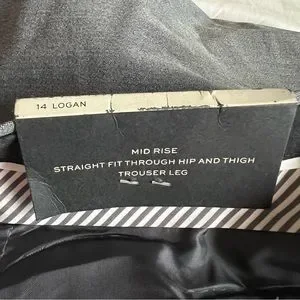 14 LOGAN
MID RISE
STRAIGHT FIT THROUGH HIP AND THIGH
TROUSER LEG